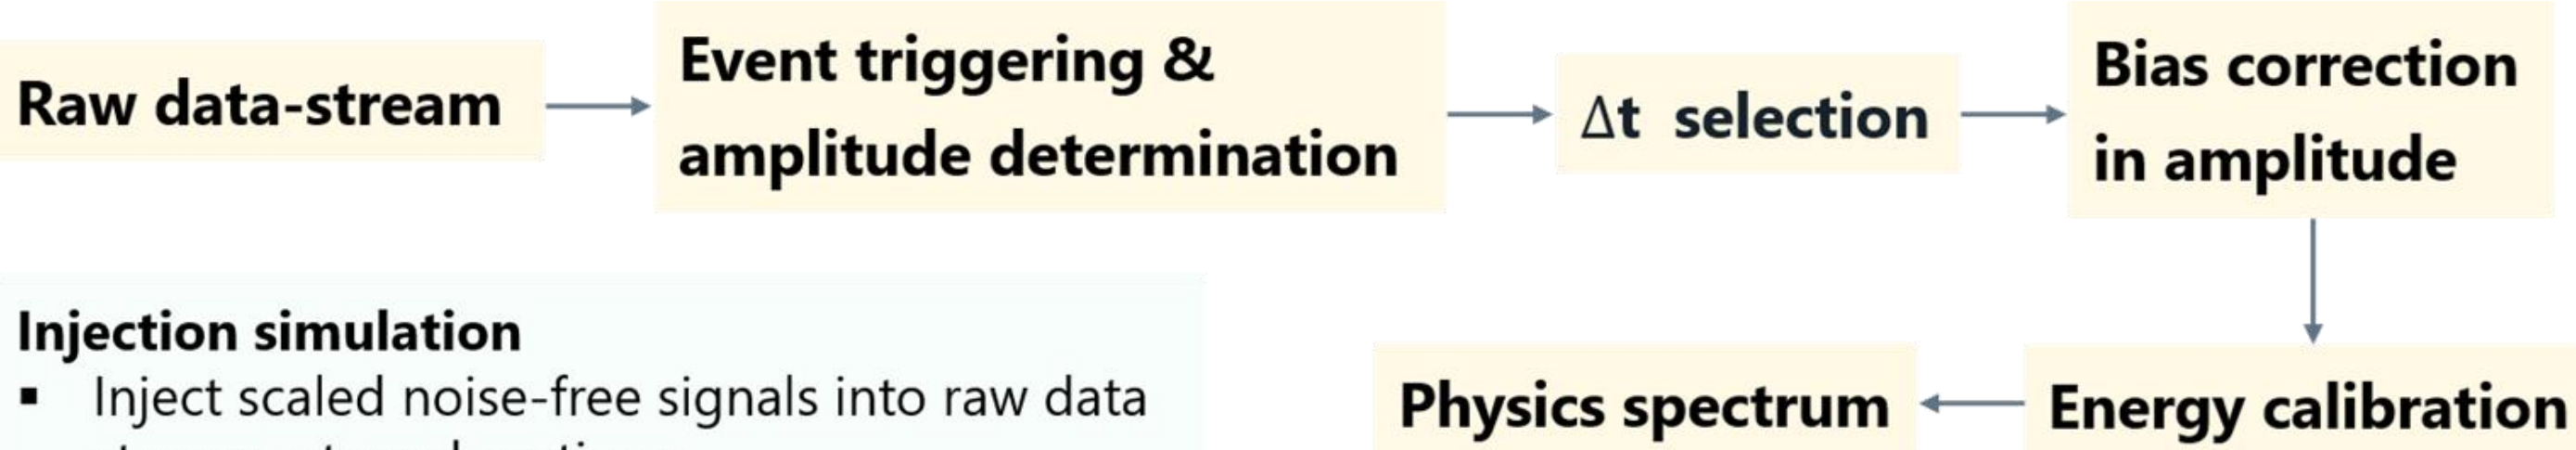 Raw data-stream
Event triggering &
amplitude determination
Δt selection
Bias correction
in amplitude
Injection simulation
▪ Inject scaled noise-free signals into raw data
Physics spectrum
Energy calibration